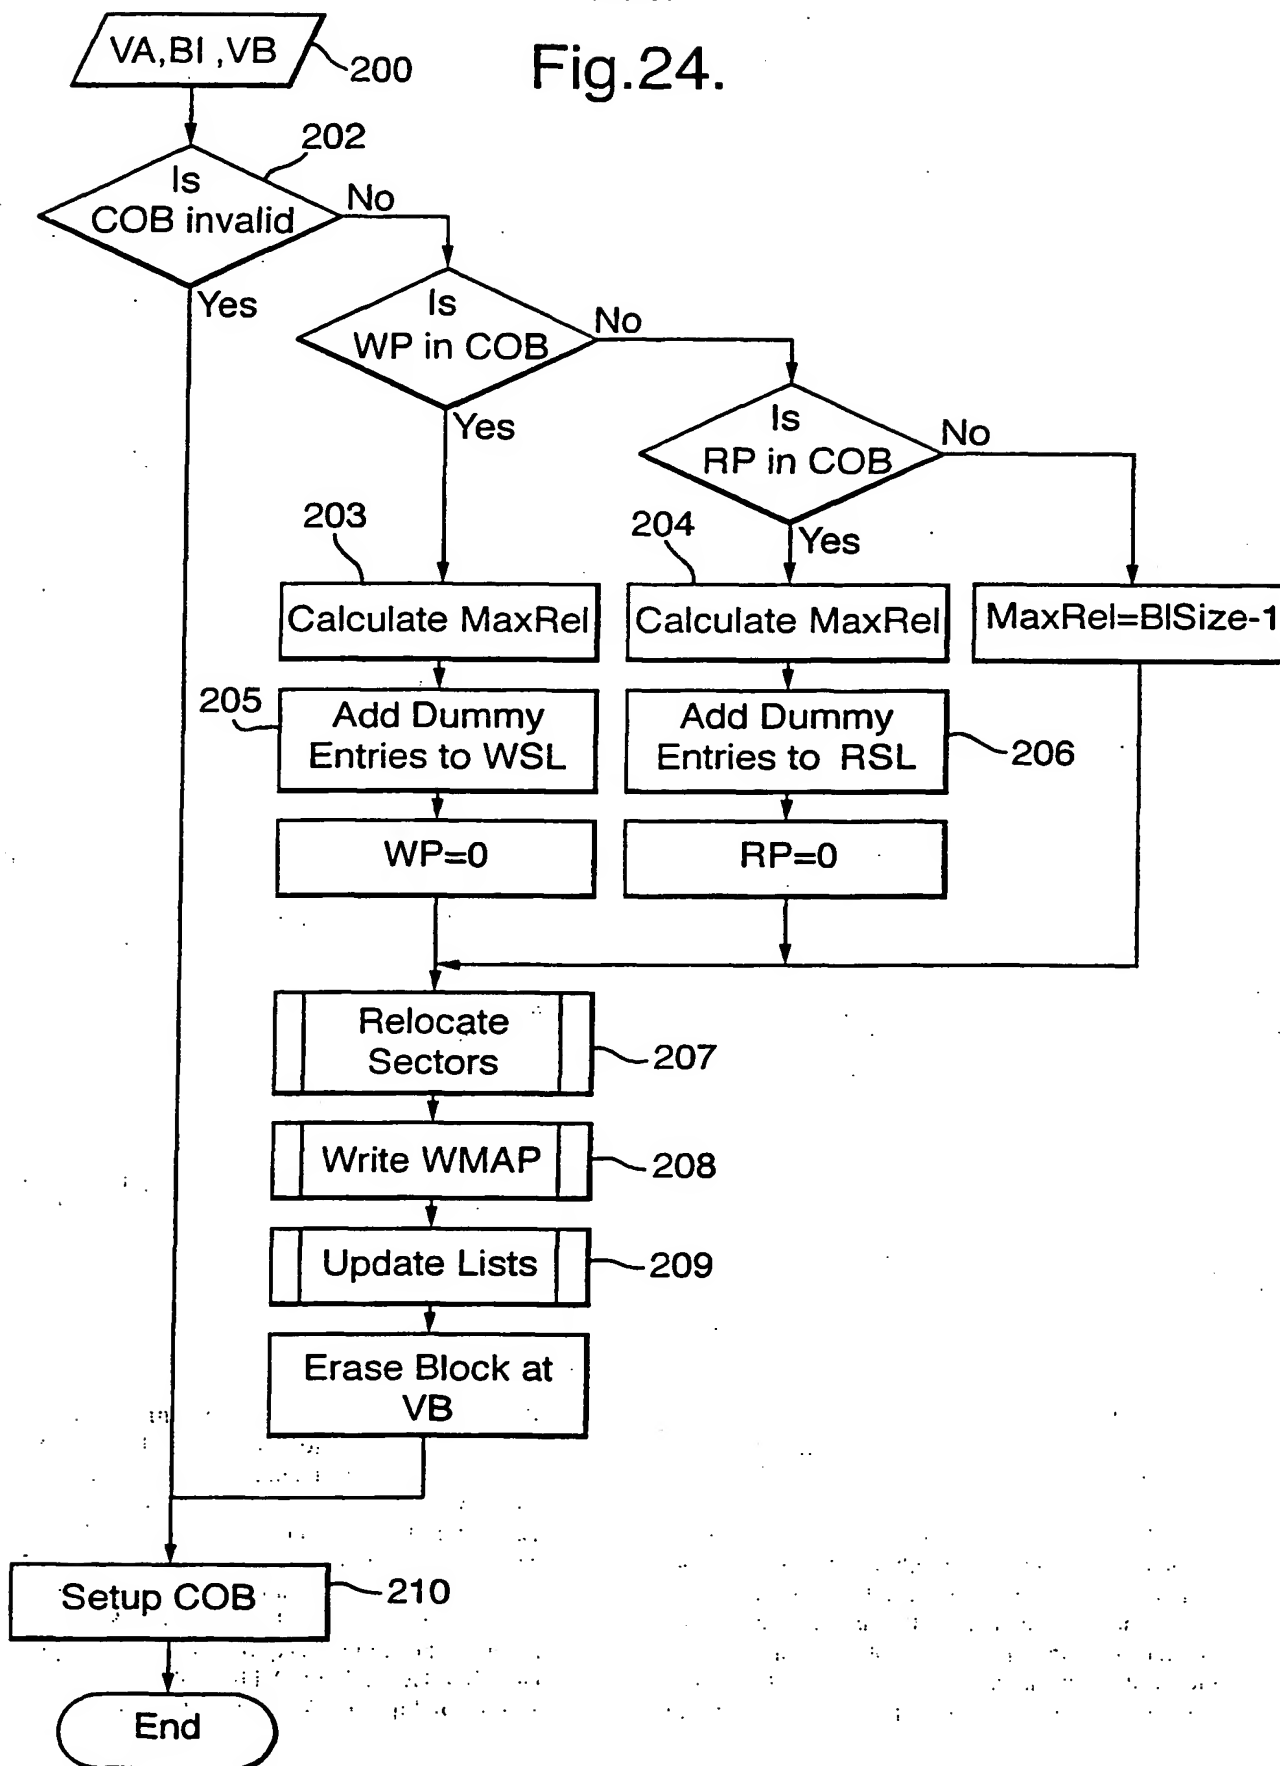 Fig.24.
VA,BI ,VB
200
202
Is
COB invalid
No
Yes
Is
WP in COB
No
Yes
Is
RP in COB
No
Yes
203
204
Calculate MaxRel
Calculate MaxRel
MaxRel=BISize-1
205
Add Dummy
Entries to WSL
Add Dummy
Entries to RSL
206
WP=0
RP=0
Relocate
Sectors
207
Write WMAP
208
Update Lists
209
Erase Block at
VB
Setup COB
210
End